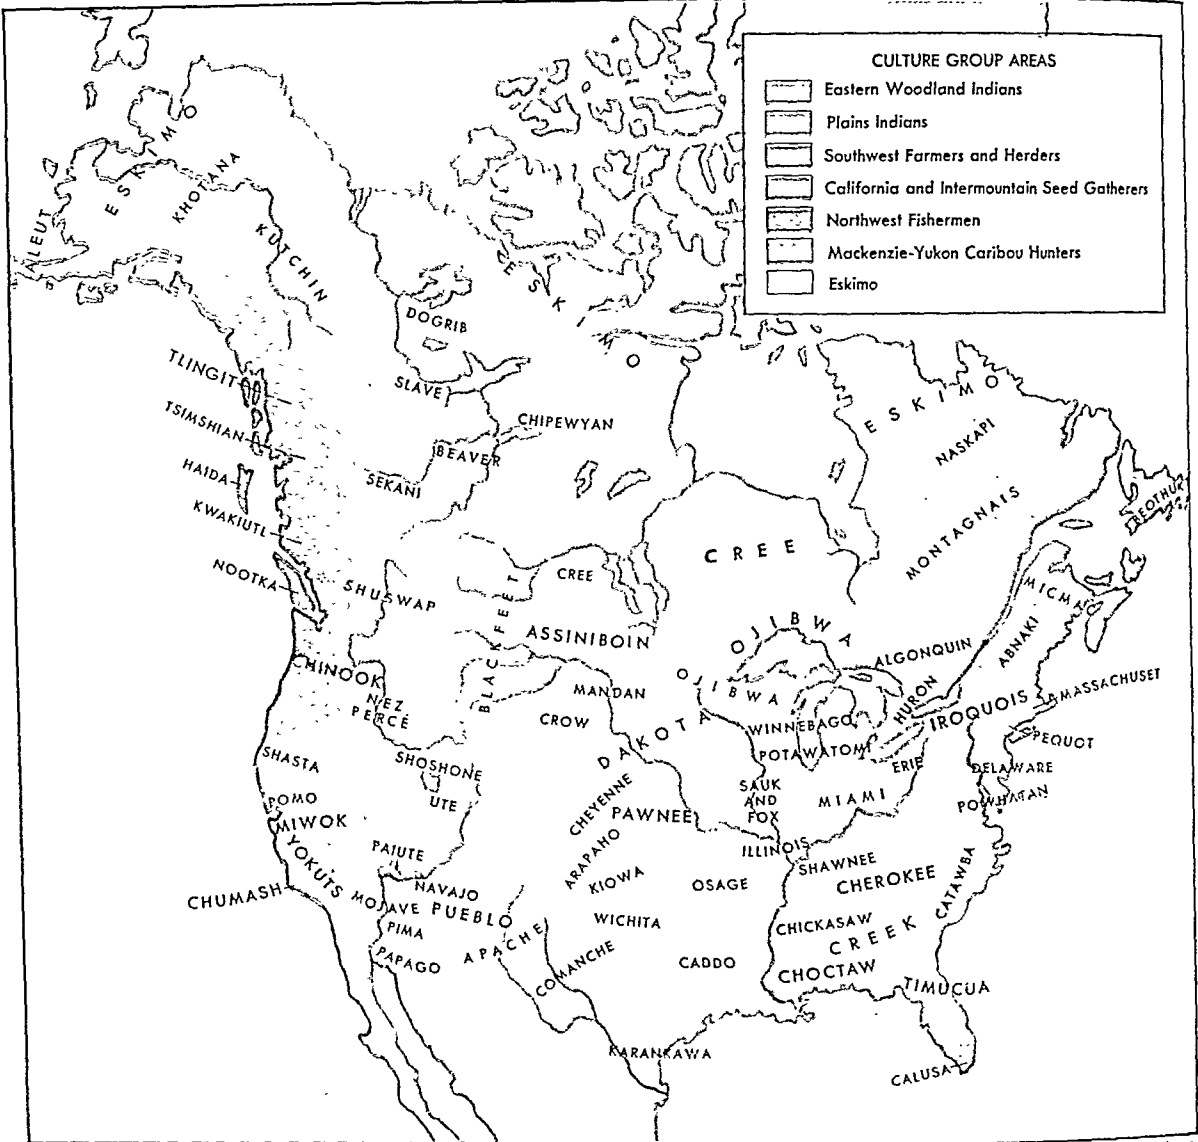 CULTURE GROUP AREAS
Eastern Woodland Indians
Plains Indians
Southwest Farmers and Herders
California and Intermountain Seed Gatherers
Northwest Fishermen
Mackenzie-Yukon Caribou Hunters
Eskimo
ESKIMO
KHOTANA
LEUT
KUTCHIN
ESKIMO
DOGRIB
TLINGIT
SLAVE
ESKIMO
TSIMSHIAN
CHIPEWYAN
NASKAPI
BEAVER
HAIDA
SEKANI
BEOTHUK
KWAKIUTL
MONTAGNAIS
CREE
NOOTKA
CREE
SHUSWAP
MICMAC
BLACKFEET
ASSINIBOIN
OJIBWA
ABNAKI
ALGONQUIN
CHINOOK
OJIBWA
MANDAN
HURON
MASSACHUSET
NEZ
PERCÉ
CROW
IROQUOIS
WINNEBAGO
DAKOTA
PEQUOT
POTAWATOMI
SHASTA
SHOSHONE
ERIE
DELAWARE
SAUK
AND
FOX
UTE
POMO
MIAMI
POWHATAN
CHEYENNE
PAWNEE
MIWOK
PAIUTE
ILLINOIS
YOKUTS
ARAPAHO
SHAWNEE
NAVAJO
KIOWA
OSAGE
CHEROKEE
CATAWBA
CHUMASH
MOJAVE
PUEBLO
WICHITA
CHICKASAW
PIMA
APACHE
CREEK
PAPAGO
COMANCHE
CADDO
CHOCTAW
TIMUCUA
KARANKAWA
CALUSA